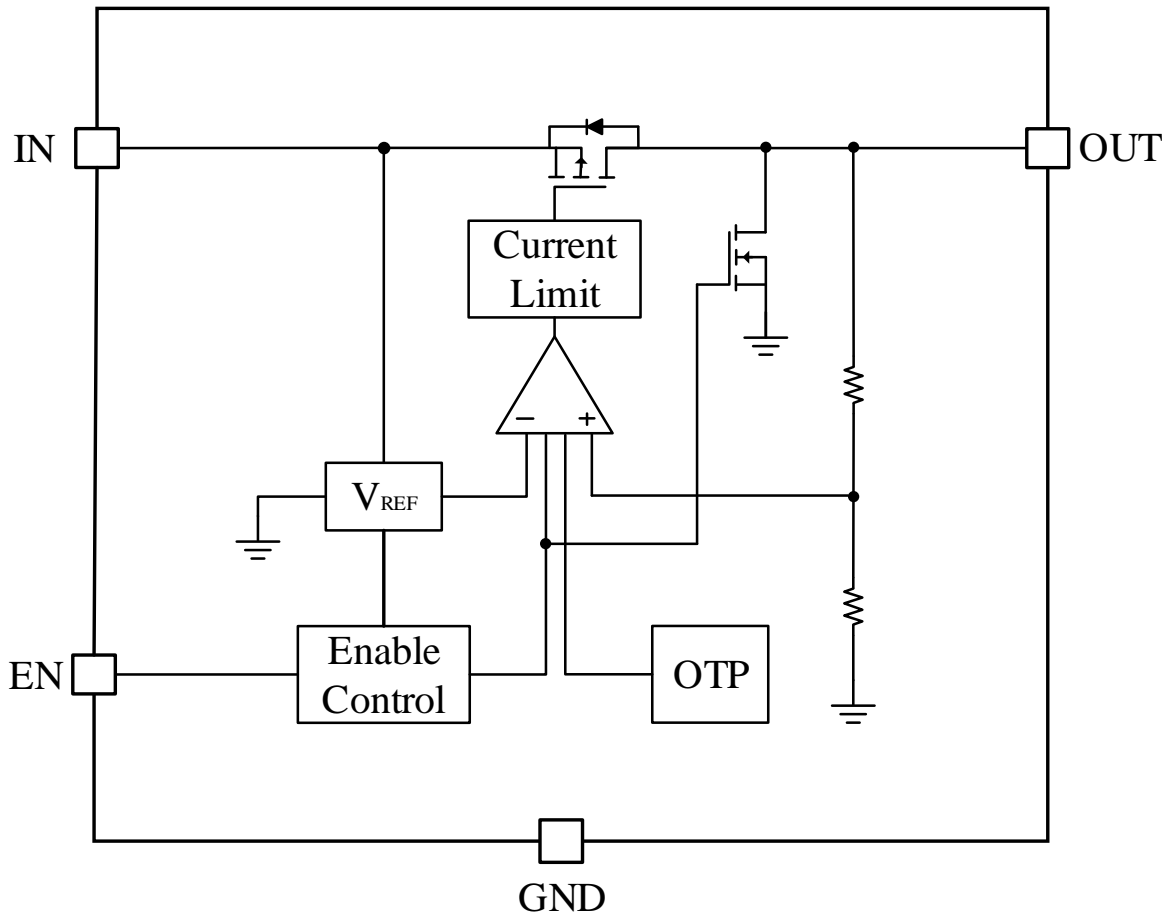 IN
OUT
Current
Limit
− +
VREF
EN
Enable
Control
OTP
GND